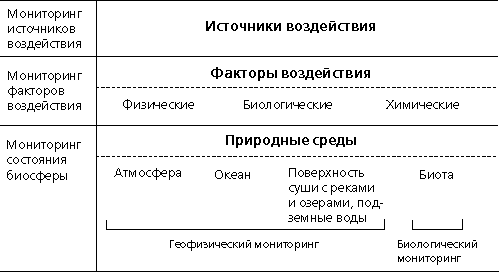 Мониторинг
источников
воздействия
Источники воздействия
Мониторинг
факторов
воздействия
Факторы воздействия
Физические Биологические Химические
Мониторинг
состояния
биосферы
Природные среды
Атмосфера Океан Поверхность
суши с реками
и озерами, под-
земные воды Биота
Геофизический мониторинг
Биологический
мониторинг